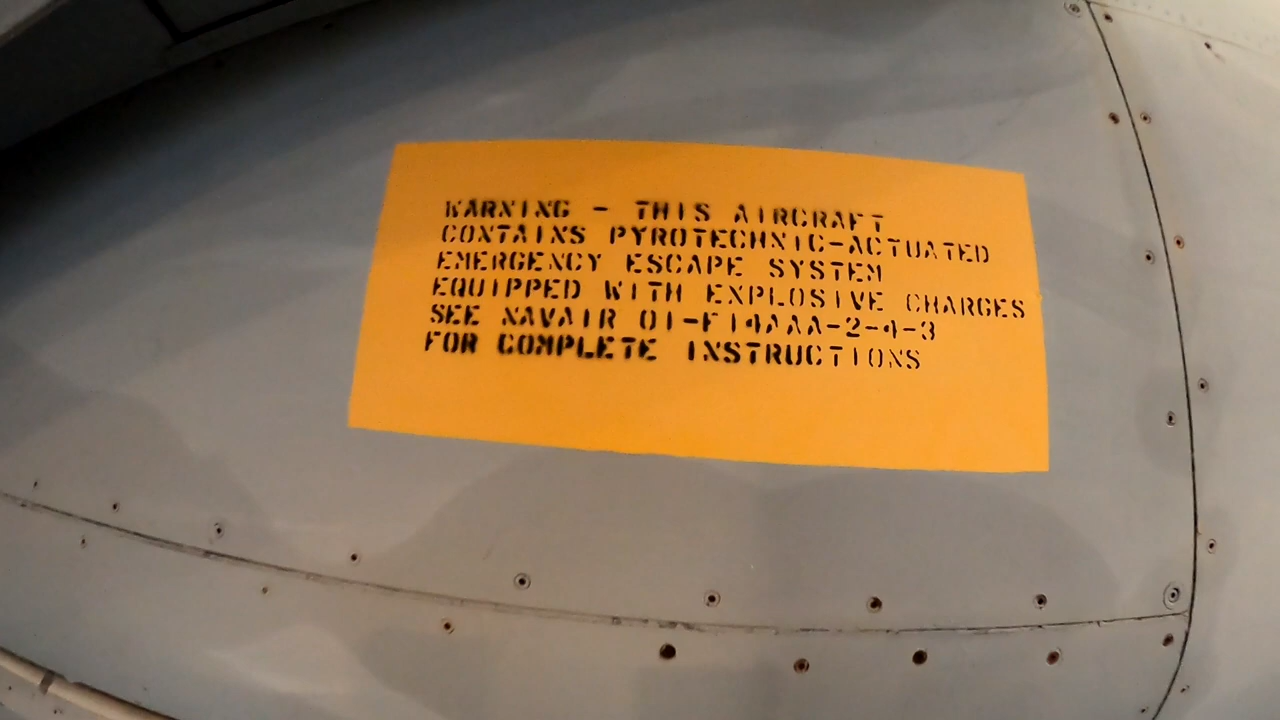 WARNING - THIS AIRCRAFT
CONTAINS PYROTECHNIC-ACTUATED
EMERGENCY ESCAPE SYSTEM
EQUIPPED WITH EXPLOSIVE CHARGES
SEE NAVAIR 01-F14AAA-2-4-3
FOR COMPLETE INSTRUCTIONS